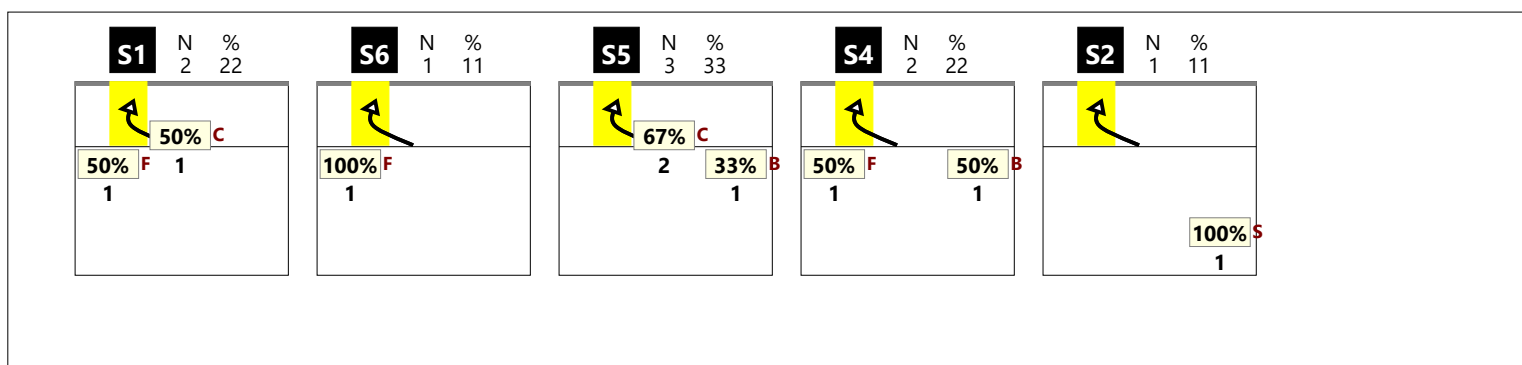 S1 N % 2 22
50% C
50% F 1
1
S6 N % 1 11
100% F
1
S5 N % 3 33
67% C
33% B
2
1
S4 N % 2 22
50% F 50% B
1 1
S2 N % 1 11
100% S
1